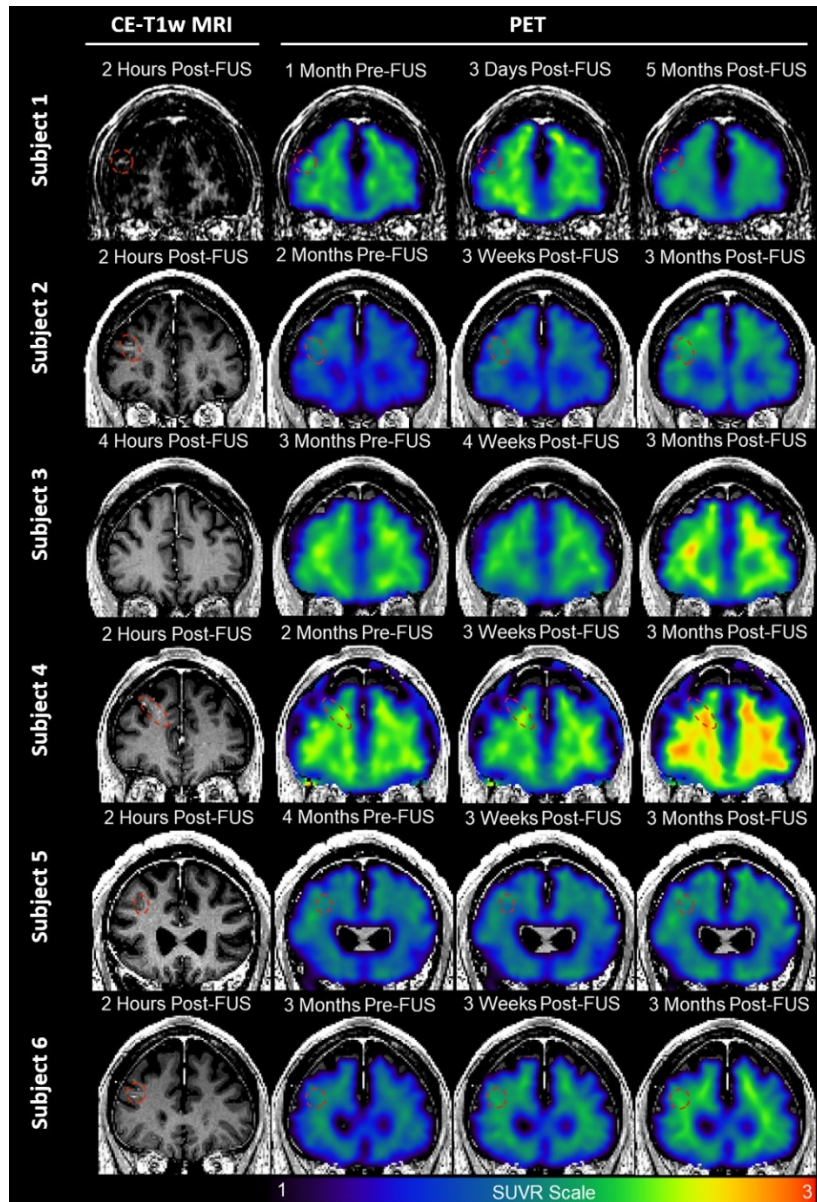 CE-T1w MRI PET
2 Hours Post-FUS 1 Month Pre-FUS 3 Days Post-FUS 5 Months Post-FUS
Subject 1
2 Hours Post-FUS 2 Months Pre-FUS 3 Weeks Post-FUS 3 Months Post-FUS
Subject 2
4 Hours Post-FUS 3 Months Pre-FUS 4 Weeks Post-FUS 3 Months Post-FUS
Subject 3
2 Hours Post-FUS 2 Months Pre-FUS 3 Weeks Post-FUS 3 Months Post-FUS
Subject 4
2 Hours Post-FUS 4 Months Pre-FUS 3 Weeks Post-FUS 3 Months Post-FUS
Subject 5
2 Hours Post-FUS 3 Months Pre-FUS 3 Weeks Post-FUS 3 Months Post-FUS
Subject 6
1 SUVR Scale 3